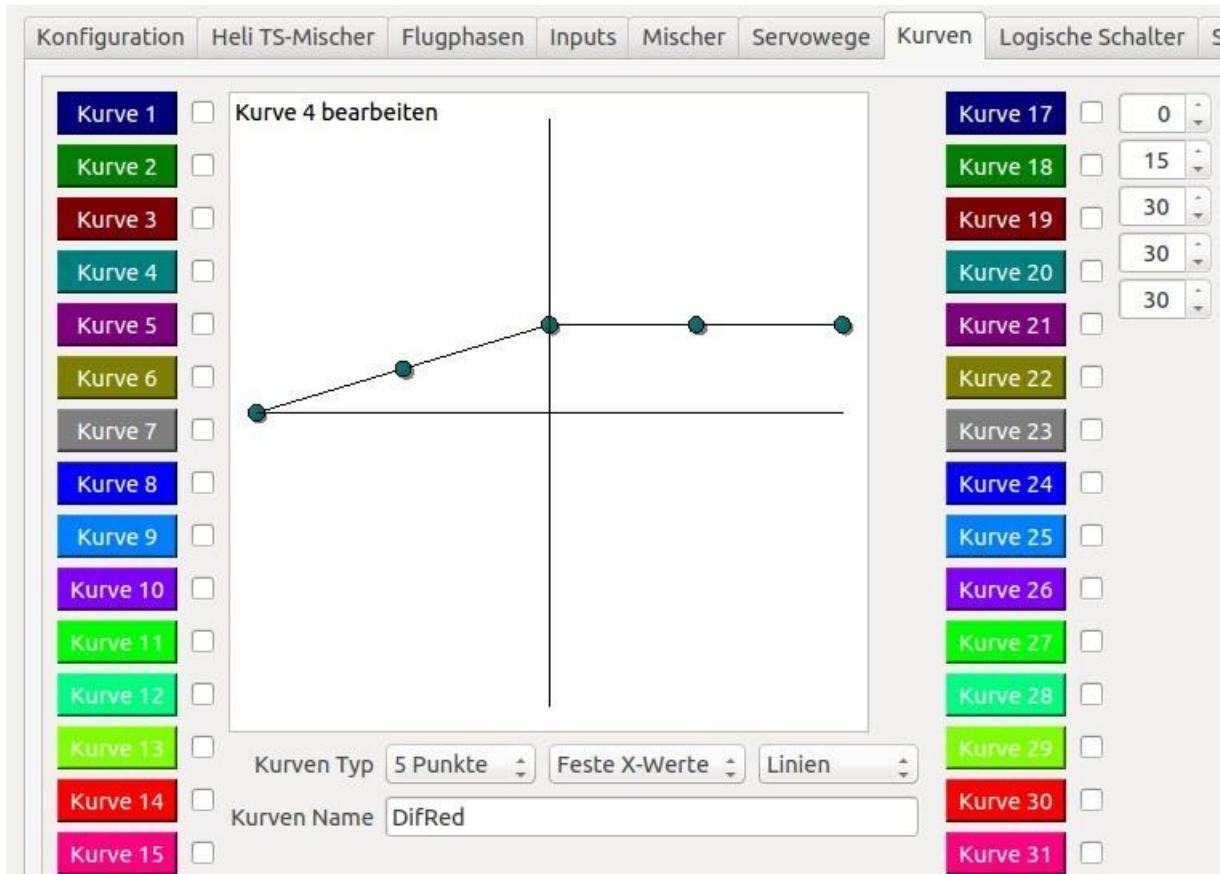 Konfiguration Heli TS-Mischer Flugphasen Inputs Mischer Servowege Kurven Logische Schalter S
Kurve 1 Kurve 4 bearbeiten Kurve 17 0
Kurve 2 Kurve 18 15
Kurve 3 Kurve 19 30
Kurve 4 Kurve 20 30
Kurve 5 Kurve 21 30
Kurve 6 Kurve 22
Kurve 7 Kurve 23
Kurve 8 Kurve 24
Kurve 9 Kurve 25
Kurve 10 Kurve 26
Kurve 11 Kurve 27
Kurve 12 Kurve 28
Kurve 13 Kurven Typ 5 Punkte Feste X-Werte Linien Kurve 29
Kurve 14 Kurven Name DifRed Kurve 30
Kurve 15 Kurve 31